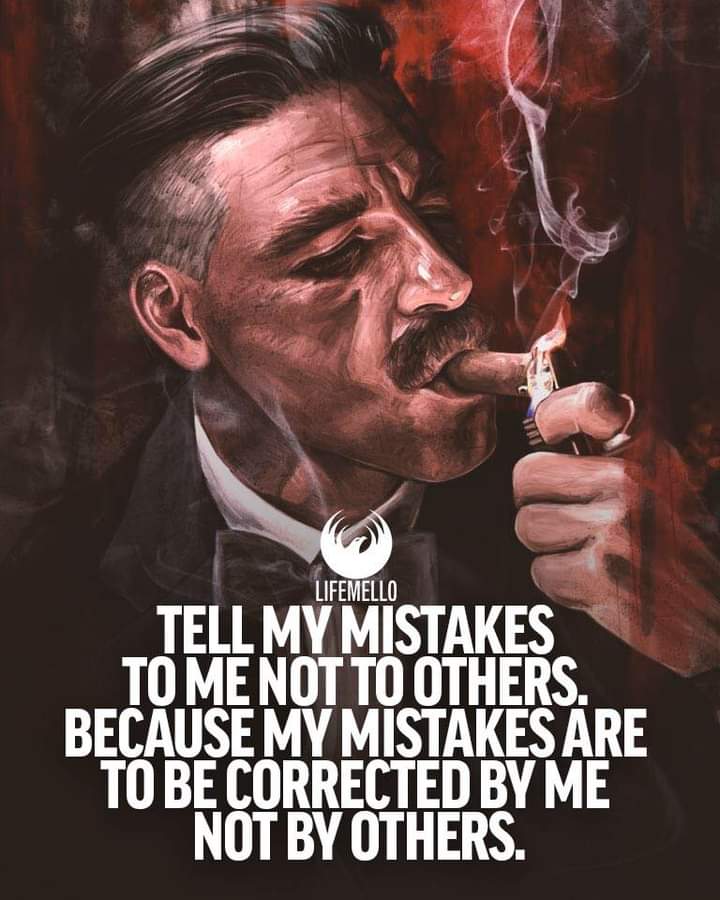 LIFEMELLO
TELL MY MISTAKES
TO ME NOT TO OTHERS.
BECAUSE MY MISTAKES ARE
TO BE CORRECTED BY ME
NOT BY OTHERS.